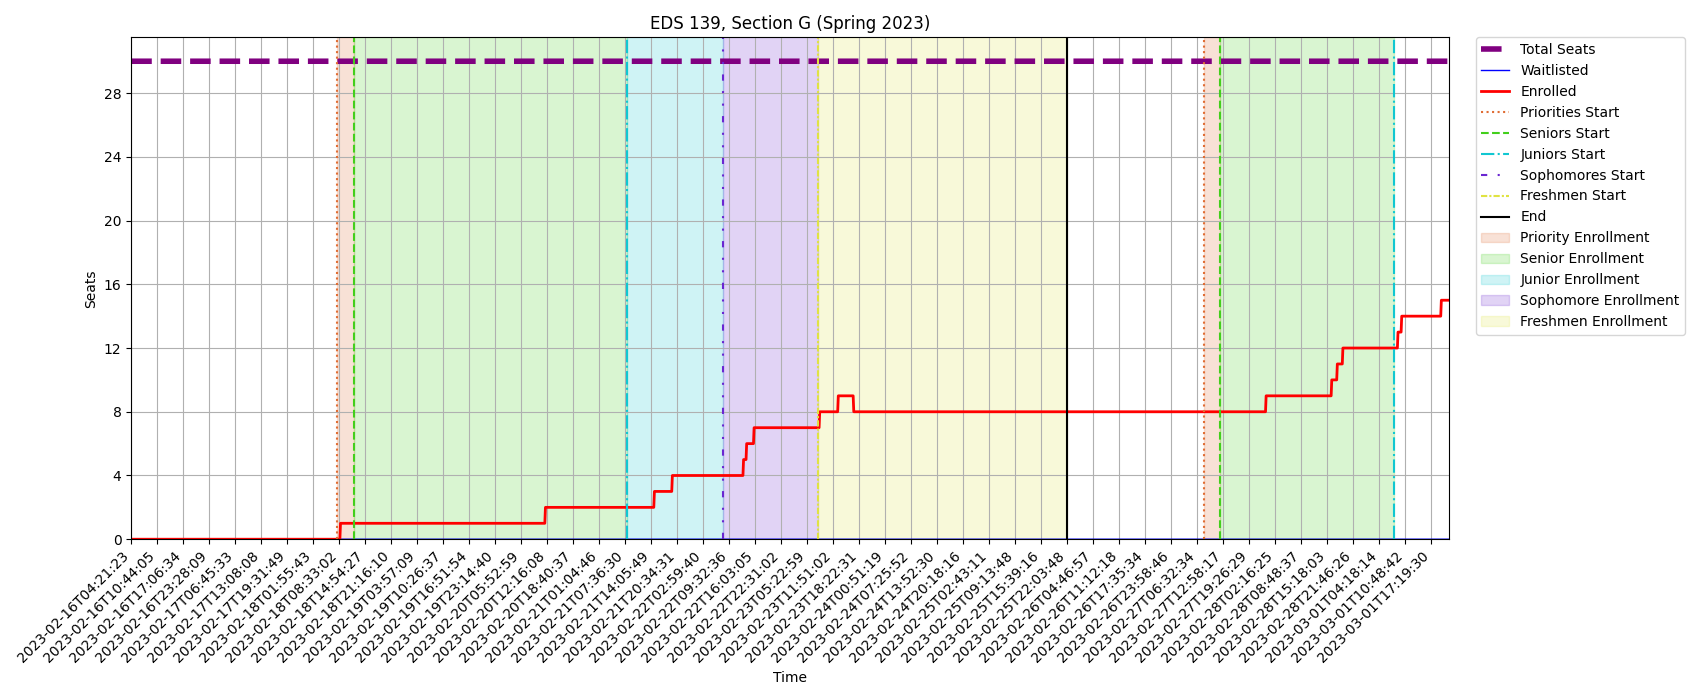 EDS 139, Section G (Spring 2023)
Total Seats
Waitlisted
Enrolled
Priorities Start
Seniors Start
Juniors Start
Sophomores Start
Freshmen Start
End
Priority Enrollment
Senior Enrollment
Junior Enrollment
Sophomore Enrollment
Freshmen Enrollment
Seats
28
24
20
16
12
8
4
0
2023-02-16T04:21:23
2023-02-16T10:44:05
2023-02-16T17:06:34
2023-02-16T23:28:09
2023-02-17T06:45:33
2023-02-17T13:08:08
2023-02-17T19:31:49
2023-02-18T01:55:43
2023-02-18T08:33:02
2023-02-18T14:54:27
2023-02-18T21:16:10
2023-02-19T03:57:09
2023-02-19T10:26:37
2023-02-19T16:51:54
2023-02-19T23:14:40
2023-02-20T05:52:59
2023-02-20T12:16:08
2023-02-20T18:40:37
2023-02-21T01:04:46
2023-02-21T07:36:30
2023-02-21T14:05:49
2023-02-21T20:34:31
2023-02-22T02:59:40
2023-02-22T09:32:36
2023-02-22T16:03:05
2023-02-22T22:31:02
2023-02-23T05:22:59
2023-02-23T11:51:02
2023-02-23T18:22:31
2023-02-24T00:51:19
2023-02-24T07:25:52
2023-02-24T13:52:30
2023-02-24T20:18:16
2023-02-25T02:43:11
2023-02-25T09:13:48
2023-02-25T15:39:16
2023-02-25T22:03:48
2023-02-26T04:46:57
2023-02-26T11:12:18
2023-02-26T17:35:34
2023-02-26T23:58:46
2023-02-27T06:32:34
2023-02-27T12:58:17
2023-02-27T19:26:29
2023-02-28T02:16:25
2023-02-28T08:48:37
2023-02-28T15:18:03
2023-02-28T21:46:26
2023-03-01T04:18:14
2023-03-01T10:48:42
2023-03-01T17:19:30
Time